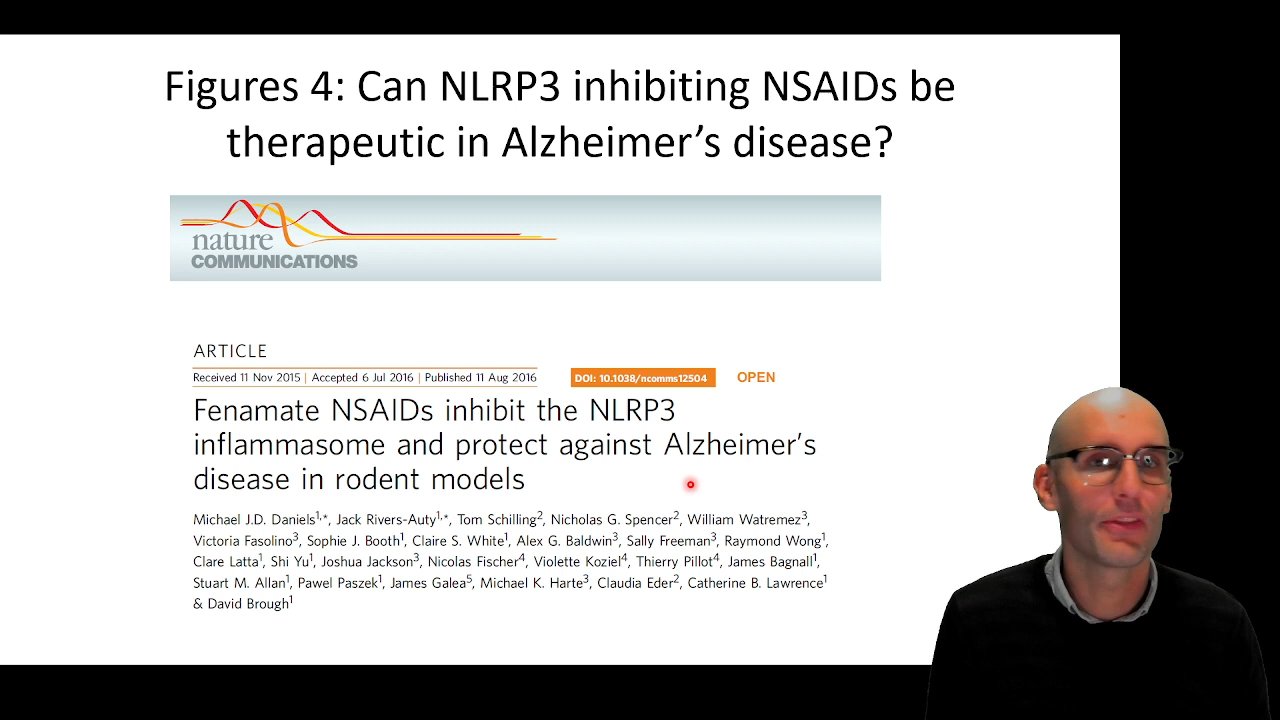 Figures 4: Can NLRP3 inhibiting NSAIDs be
therapeutic in Alzheimer's disease?
nature
COMMUNICATIONS
ARTICLE
Received 11 Nov 2015 | Accepted 6 Jul 2016 | Published 11 Aug 2016
DOI: 10.1038/ncomms12504
OPEN
Fenamate NSAIDs inhibit the NLRP3
inflammasome and protect against Alzheimer's
disease in rodent models
Michael J.D. Daniels1,*, Jack Rivers-Auty1,*, Tom Schilling2, Nicholas G. Spencer2, William Watremez3,
Victoria Fasolino3, Sophie J. Booth1, Claire S. White1, Alex G. Baldwin3, Sally Freeman3, Raymond Wong1,
Clare Latta1, Shi Yu1, Joshua Jackson3, Nicolas Fischer4, Violette Koziel4, Thierry Pillot4, James Bagnall1,
Stuart M. Allan1, Pawel Paszek1, James Galea5, Michael K. Harte3, Claudia Eder2, Catherine B. Lawrence1
& David Brough1